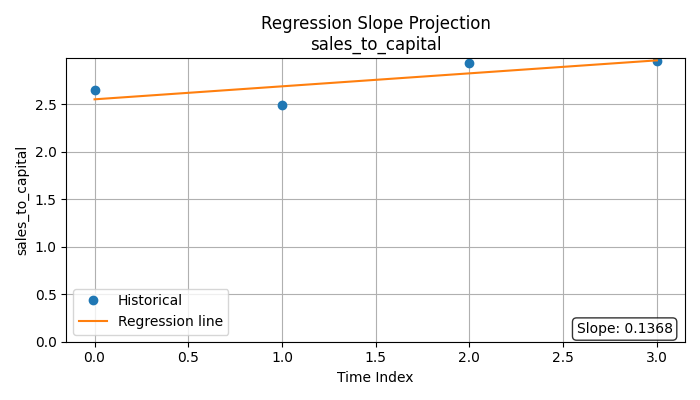 Regression Slope Projection
sales_to_capital
sales_to_capital
2.5
2.0
1.5
1.0
0.5
0.0
Historical
Regression line
Slope: 0.1368
0.0 0.5 1.0 1.5 2.0 2.5 3.0
Time Index